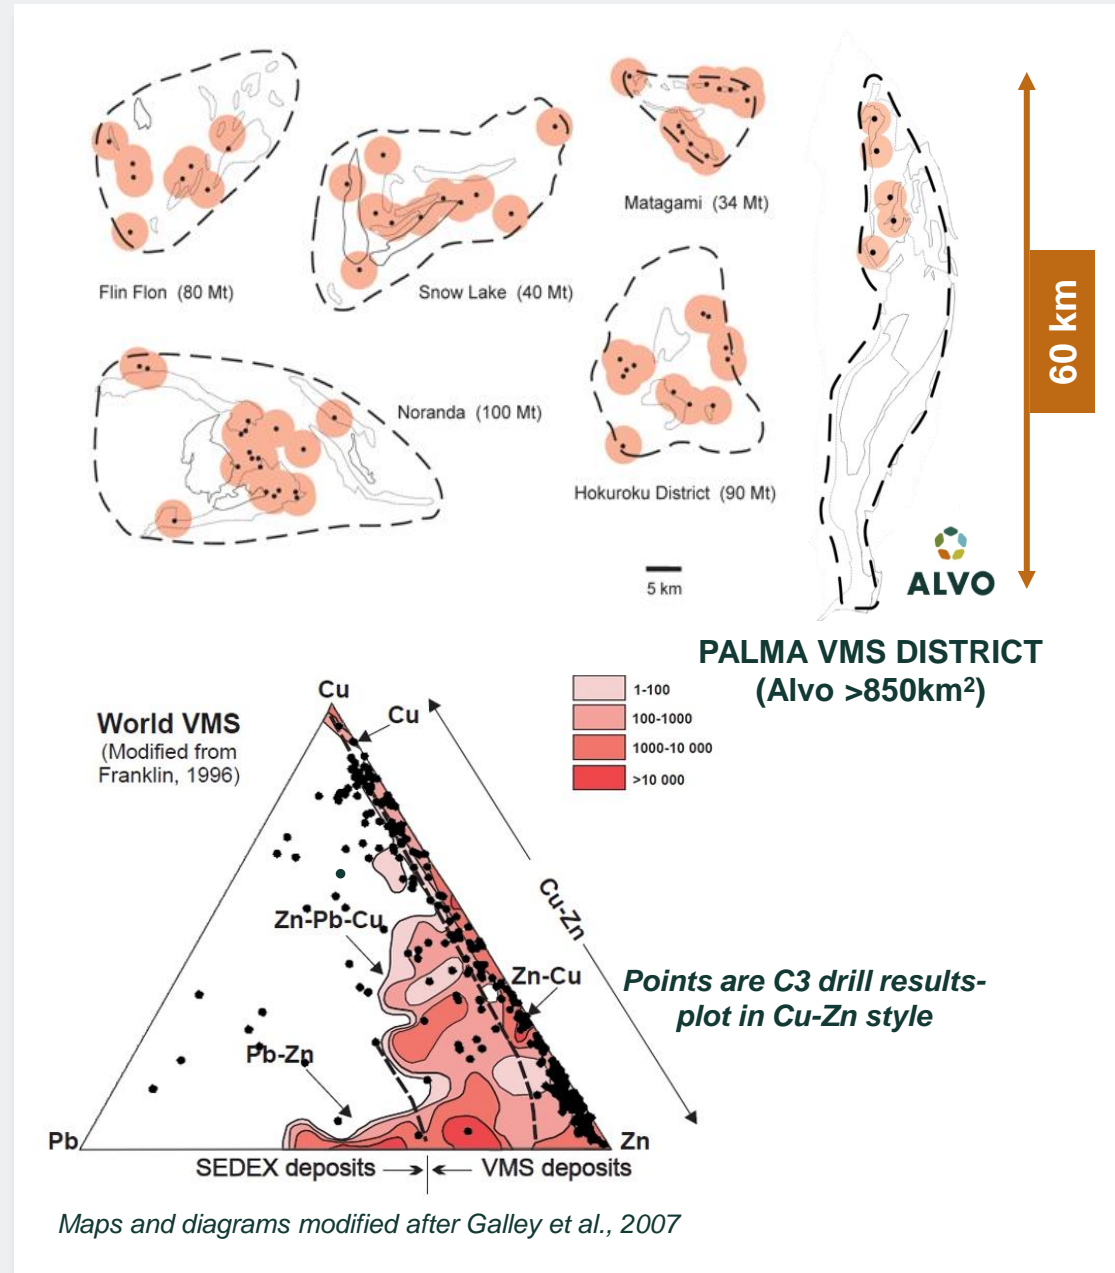 Matagami (34 Mt)
Flin Flon (80 Mt)
Snow Lake (40 Mt)
60 km
Noranda (100 Mt)
Hokuroku District (90 Mt)
5 km
ALVO
PALMA VMS DISTRICT
(Alvo >850km²)
World VMS
(Modified from
Franklin, 1996)
Cu
Cu
1-100
100-1000
1000-10 000
>10 000
Cu-Zn
Zn-Pb-Cu
Zn-Cu
Points are C3 drill results-
plot in Cu-Zn style
Pb-Zn
Pb
Zn
SEDEX deposits
VMS deposits
Maps and diagrams modified after Galley et al., 2007